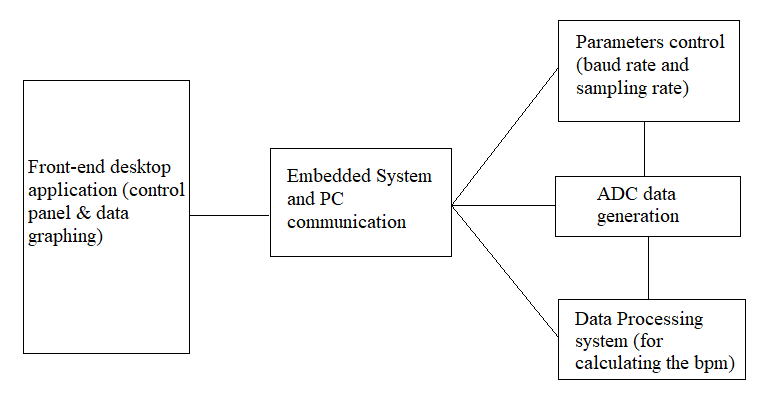 Front-end desktop
application (control
panel & data
graphing)
Embedded System
and PC
communication
Parameters control
(baud rate and
sampling rate)
ADC data
generation
Data Processing
system (for
calculating the bpm)